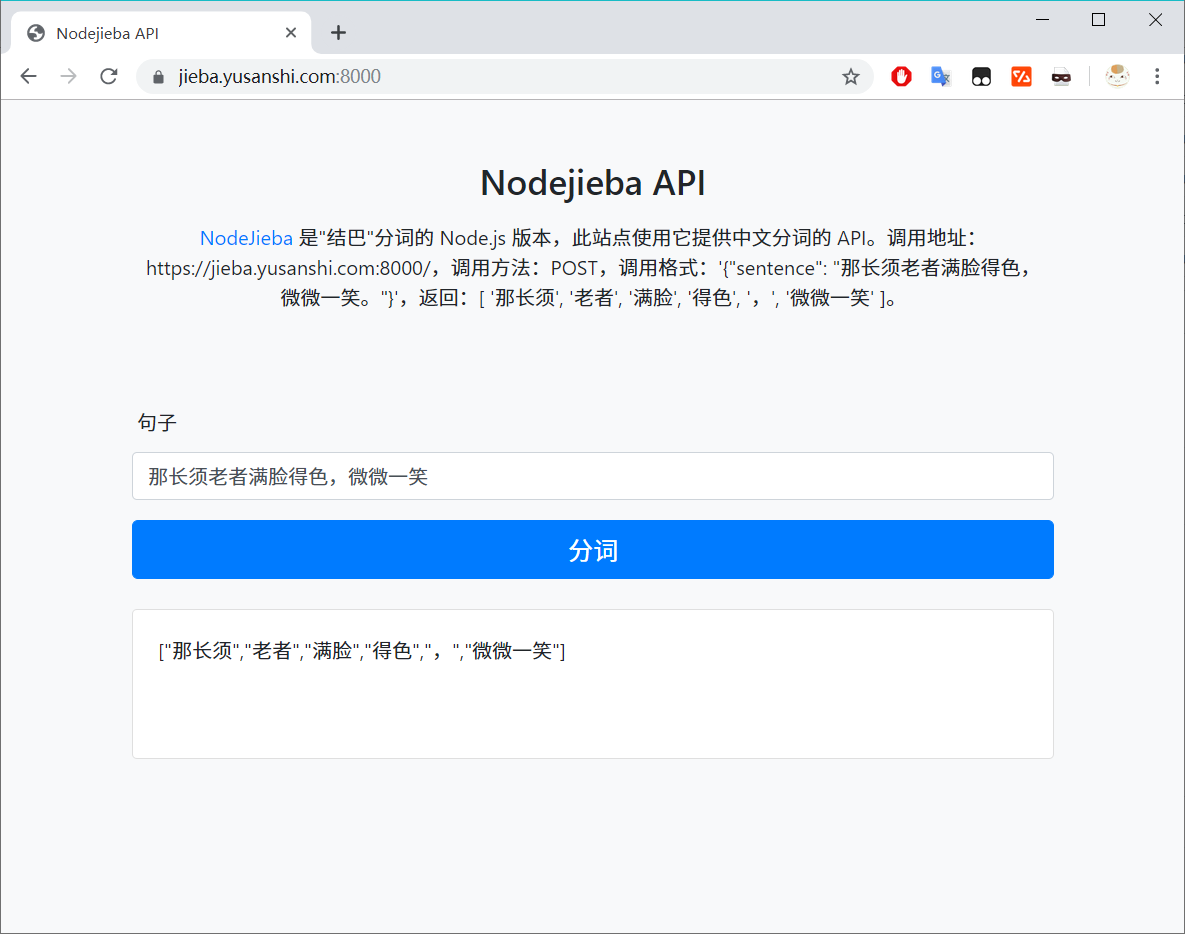 Nodejieba API
jieba.yusanshi.com:8000
Nodejieba API
NodeJieba 是"结巴"分词的 Node.js 版本，此站点使用它提供中文分词的 API。调用地址：
https://jieba.yusanshi.com:8000/，调用方法：POST，调用格式：'{"sentence": "那长须老者满脸得色，
微微一笑。"}'，返回：[ '那长须', '老者', '满脸', '得色', '，', '微微一笑' ]。
句子
那长须老者满脸得色，微微一笑
分词
["那长须","老者","满脸","得色","，","微微一笑"]